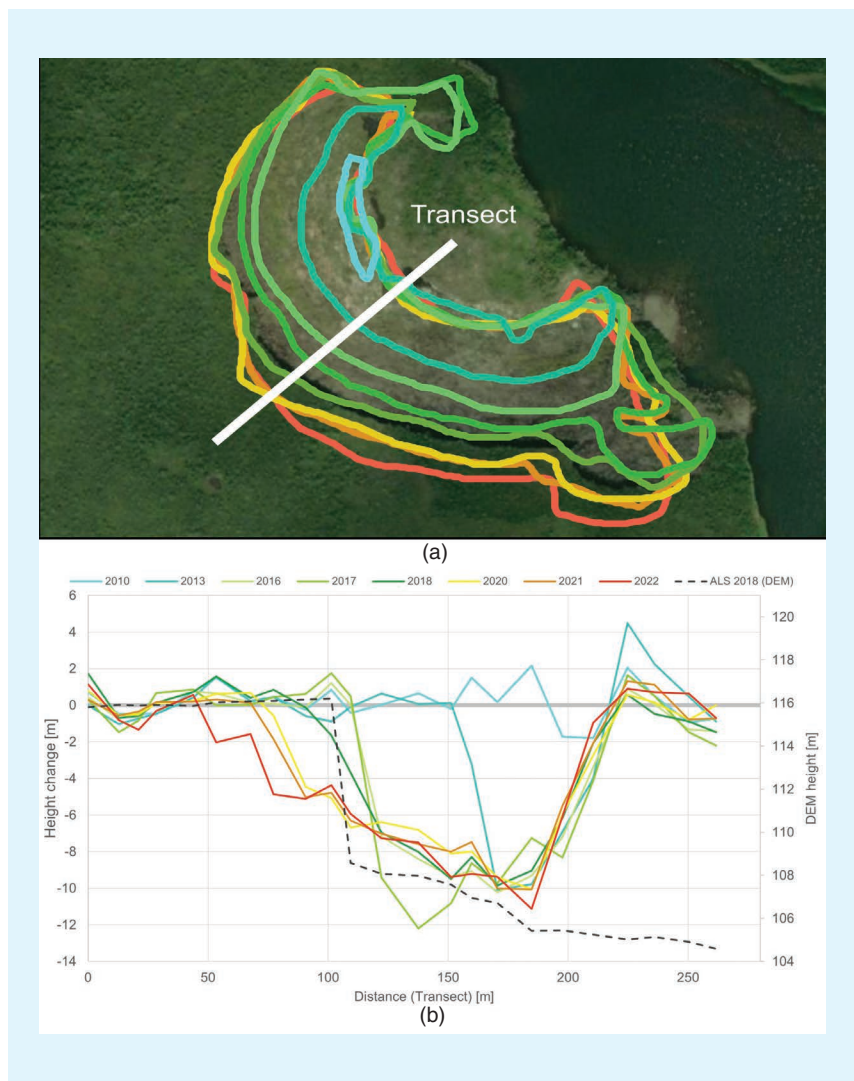 Transect
(a)
2010 2013 2016 2017 2018 2020 2021 2022 ALS 2018 (DEM)
6
4
2
0
-2
-4
-6
-8
-10
-12
-14
Height change [m]
120
118
116
114
112
110
108
106
104
DEM height [m]
0 50 100 150 200 250
Distance (Transect) [m]
(b)